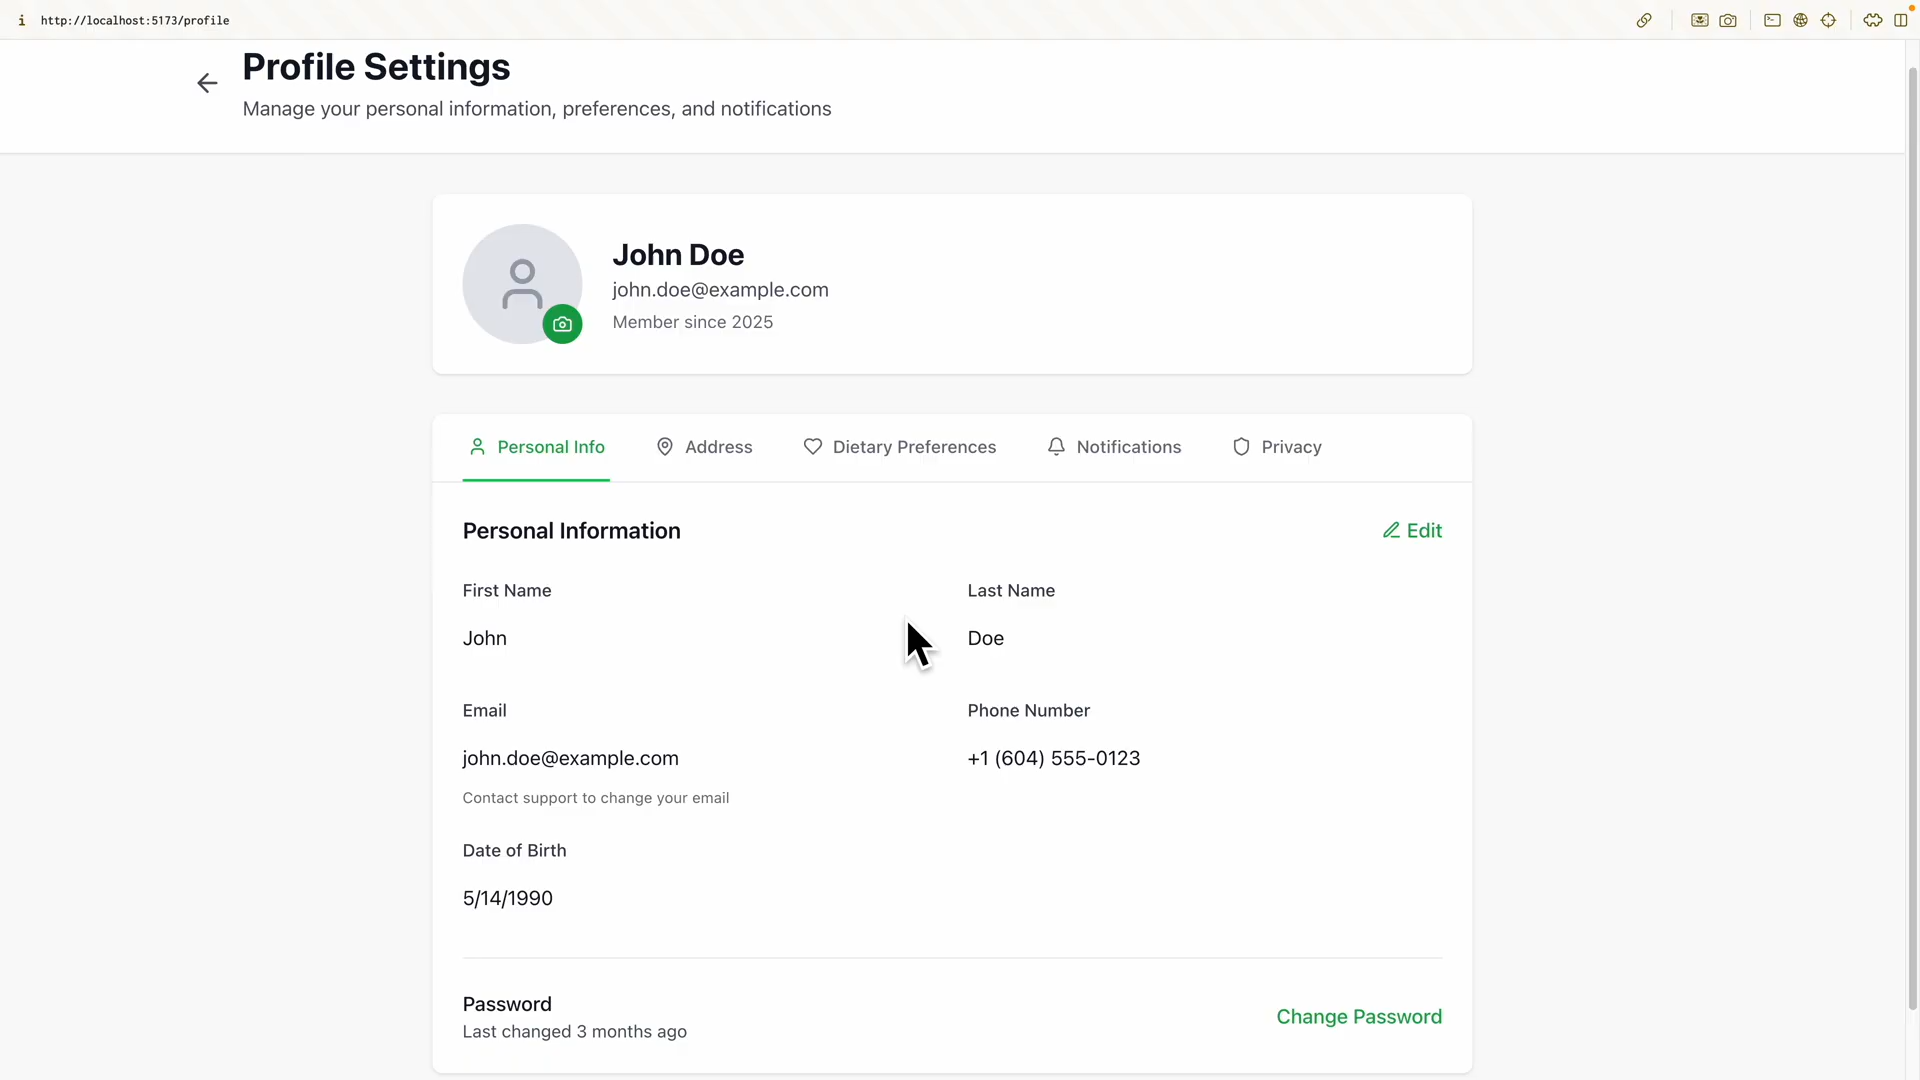 i http://localhost:5173/profile
Profile Settings
Manage your personal information, preferences, and notifications
John Doe
john.doe@example.com
Member since 2025
Personal Info Address Dietary Preferences Notifications Privacy
Personal Information Edit
First Name Last Name
John Doe
Email Phone Number
john.doe@example.com +1 (604) 555-0123
Contact support to change your email
Date of Birth
5/14/1990
Password
Last changed 3 months ago
Change Password